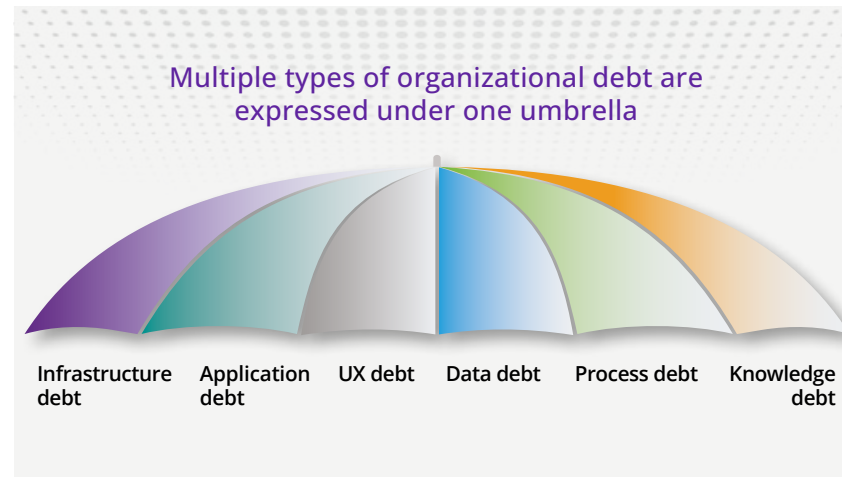 Multiple types of organizational debt are
expressed under one umbrella
Infrastructure
debt
Application
debt
UX debt
Data debt
Process debt
Knowledge
debt